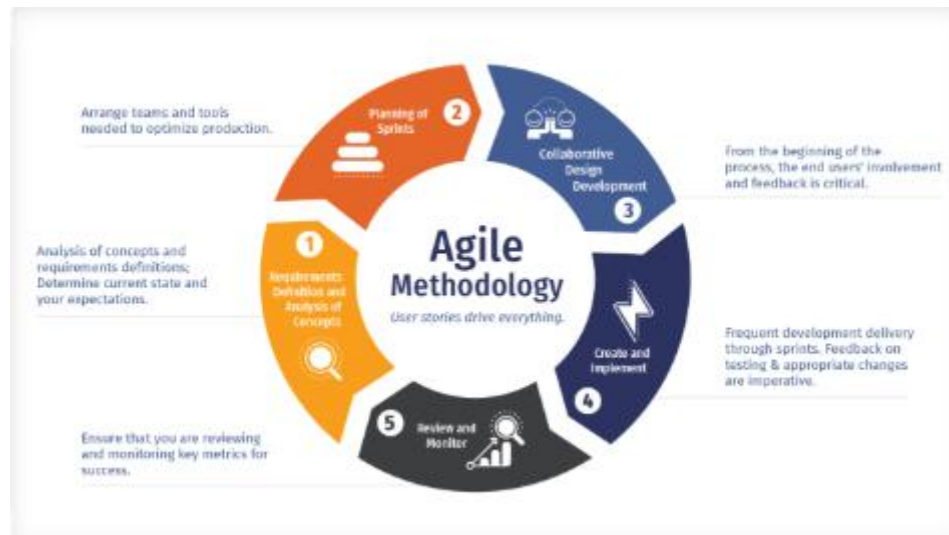 Agile
Methodology
User stories drive everything.
1
Requirements
Definition and
Analysis of
Concepts
Analysis of concepts and
requirements definitions;
Determine current state and
your expectations.
2
Planning of
Sprints
Arrange teams and tools
needed to optimize production.
3
Collaborative
Design
Development
From the beginning of the
process, the end users' involvement
and feedback is critical.
4
Create and
Implement
Frequent development delivery
through sprints. Feedback on
testing & appropriate changes
are imperative.
5
Review and
Monitor
Ensure that you are reviewing
and monitoring key metrics for
success.